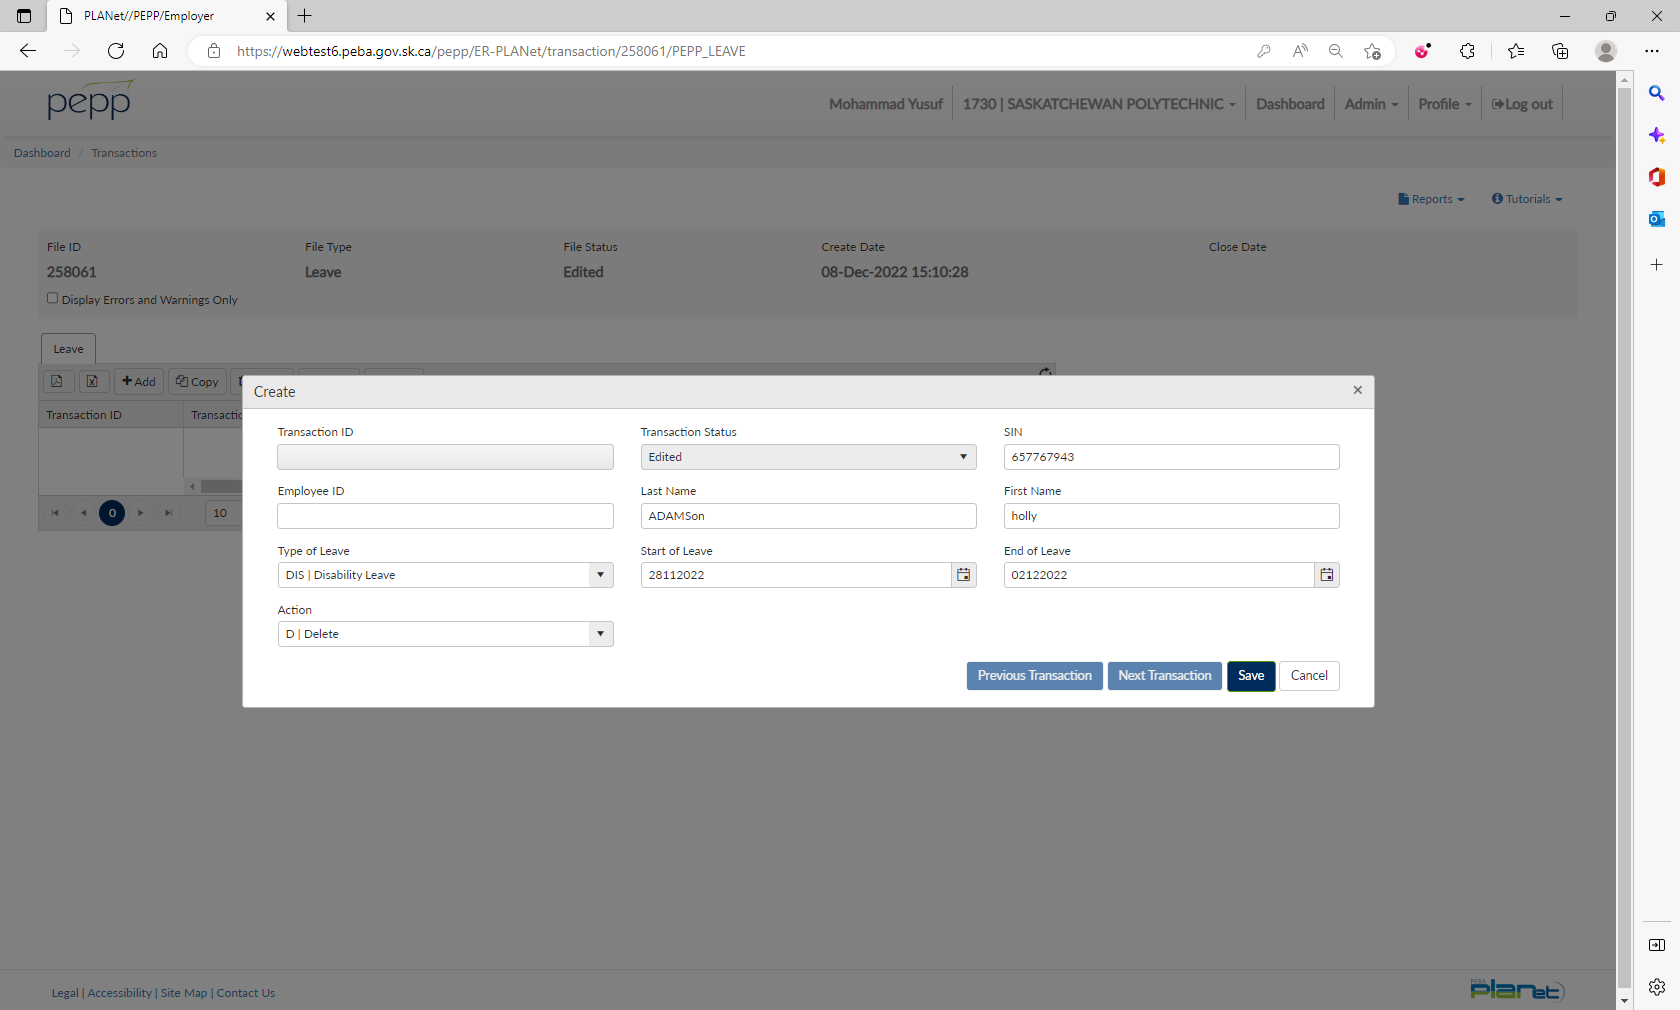 PLANet//PEPP/Employer
https://webtest6.peba.gov.sk.ca/pepp/ER-PLANet/transaction/258061/PEPP_LEAVE
pepp
Mohammad Yusuf
1730 | SASKATCHEWAN POLYTECHNIC
Dashboard
Admin
Profile
Log out
Dashboard / Transactions
Reports
Tutorials
File ID
File Type
File Status
Create Date
Close Date
258061
Leave
Edited
08-Dec-2022 15:10:28
Display Errors and Warnings Only
Leave
Add
Copy
Transaction ID
0
10
Create
Transaction ID
Transaction Status
SIN
Edited
657767943
Employee ID
Last Name
First Name
ADAMSon
holly
Type of Leave
Start of Leave
End of Leave
DIS | Disability Leave
28112022
02122022
Action
D | Delete
Previous Transaction
Next Transaction
Save
Cancel
Legal | Accessibility | Site Map | Contact Us
planet